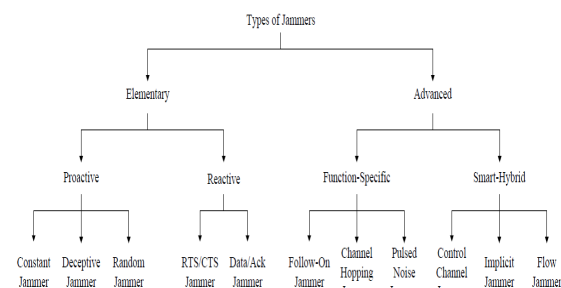 Types of Jammers
Elementary
Advanced
Proactive
Reactive
Function-Specific
Smart-Hybrid
Constant
Jammer
Deceptive
Jammer
Random
Jammer
RTS/CTS
Jammer
Data/Ack
Jammer
Follow-On
Jammer
Channel
Hopping
Pulsed
Noise
Control
Channel
Implicit
Jammer
Flow
Jammer